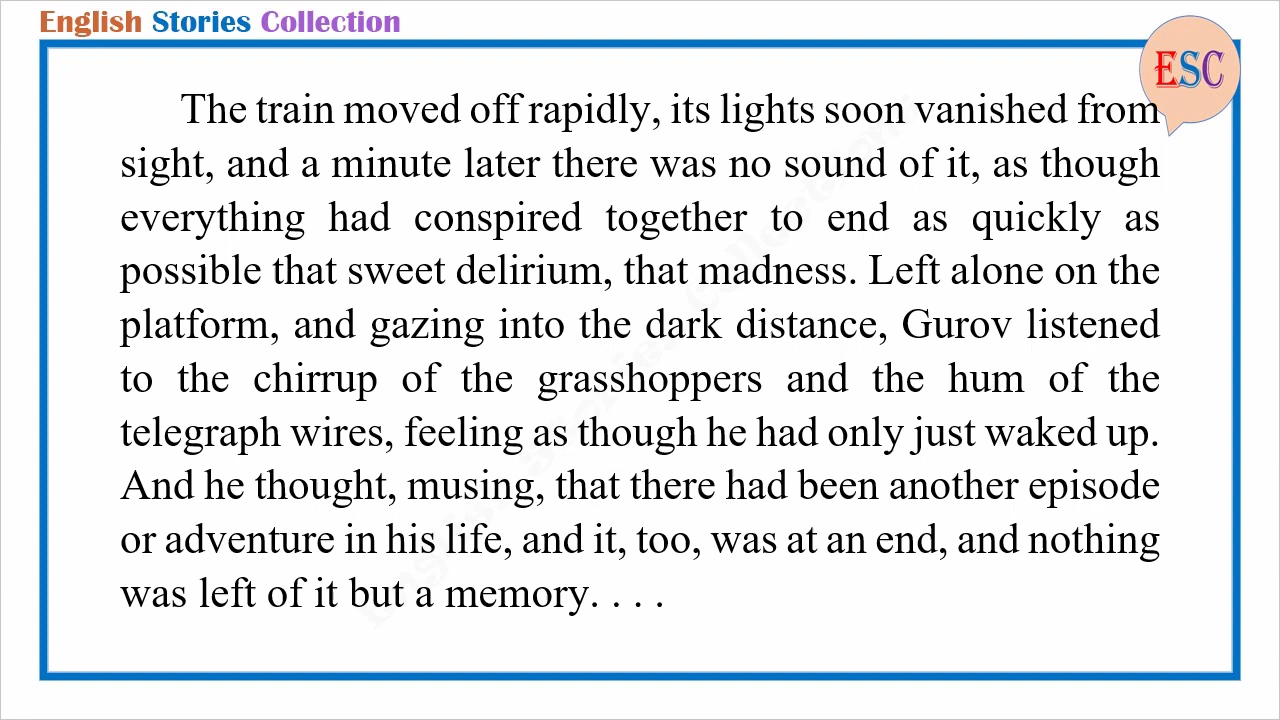 English Stories Collection
ESC
The train moved off rapidly, its lights soon vanished from
sight, and a minute later there was no sound of it, as though
everything had conspired together to end as quickly as
possible that sweet delirium, that madness. Left alone on the
platform, and gazing into the dark distance, Gurov listened
to the chirrup of the grasshoppers and the hum of the
telegraph wires, feeling as though he had only just waked up.
And he thought, musing, that there had been another episode
or adventure in his life, and it, too, was at an end, and nothing
was left of it but a memory. . . .